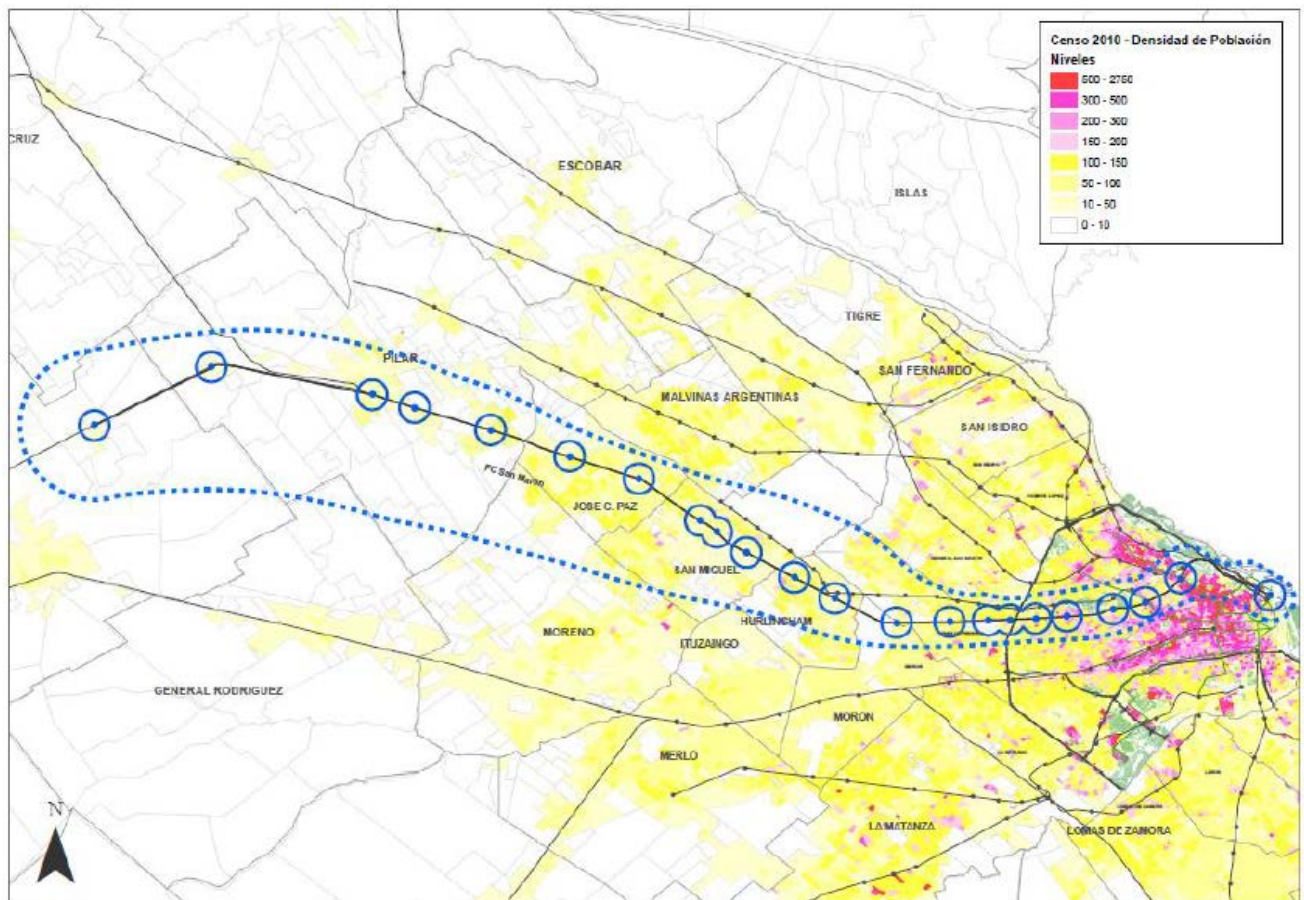 Censo 2010 - Densidad de Población
Niveles
500 - 2750
300 - 500
200 - 300
150 - 200
100 - 150
50 - 100
10 - 50
0 - 10
CRUZ
ESCOBAR
ISLAS
TIGRE
PILAR
SAN FERNANDO
MALVINAS ARGENTINAS
SAN ISIDRO
VICENTE LOPEZ
FC San Martín
JOSE C. PAZ
SAN MIGUEL
HURLINGHAM
MORENO
ITUZAINGO
GENERAL RODRIGUEZ
MORON
MERLO
LA MATANZA
LOMAS DE ZAMORA
N